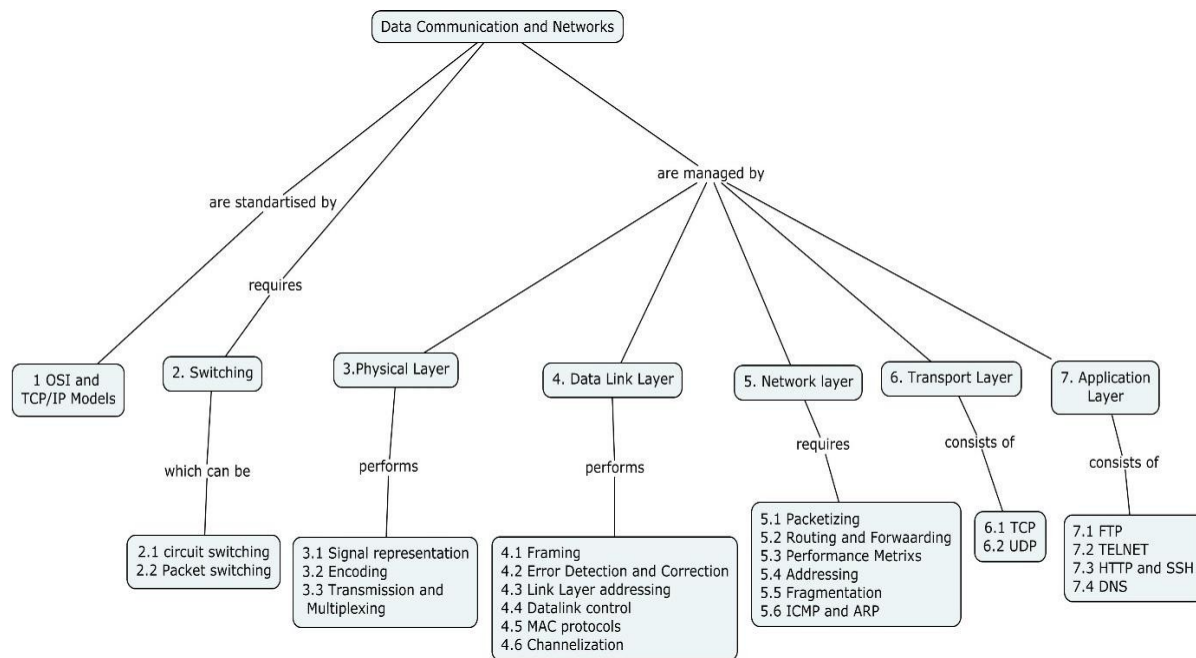 Data Communication and Networks
are managed by
are standartised by
requires
1 OSI and
TCP/IP Models
2. Switching
3.Physical Layer
4. Data Link Layer
5. Network layer
6. Transport Layer
7. Application
Layer
which can be
performs
performs
requires
consists of
consists of
2.1 circuit switching
2.2 Packet switching
3.1 Signal representation
3.2 Encoding
3.3 Transmission and
Multiplexing
4.1 Framing
4.2 Error Detection and Correction
4.3 Link Layer addressing
4.4 Datalink control
4.5 MAC protocols
4.6 Channelization
5.1 Packetizing
5.2 Routing and Forwaarding
5.3 Performance Metrixs
5.4 Addressing
5.5 Fragmentation
5.6 ICMP and ARP
6.1 TCP
6.2 UDP
7.1 FTP
7.2 TELNET
7.3 HTTP and SSH
7.4 DNS